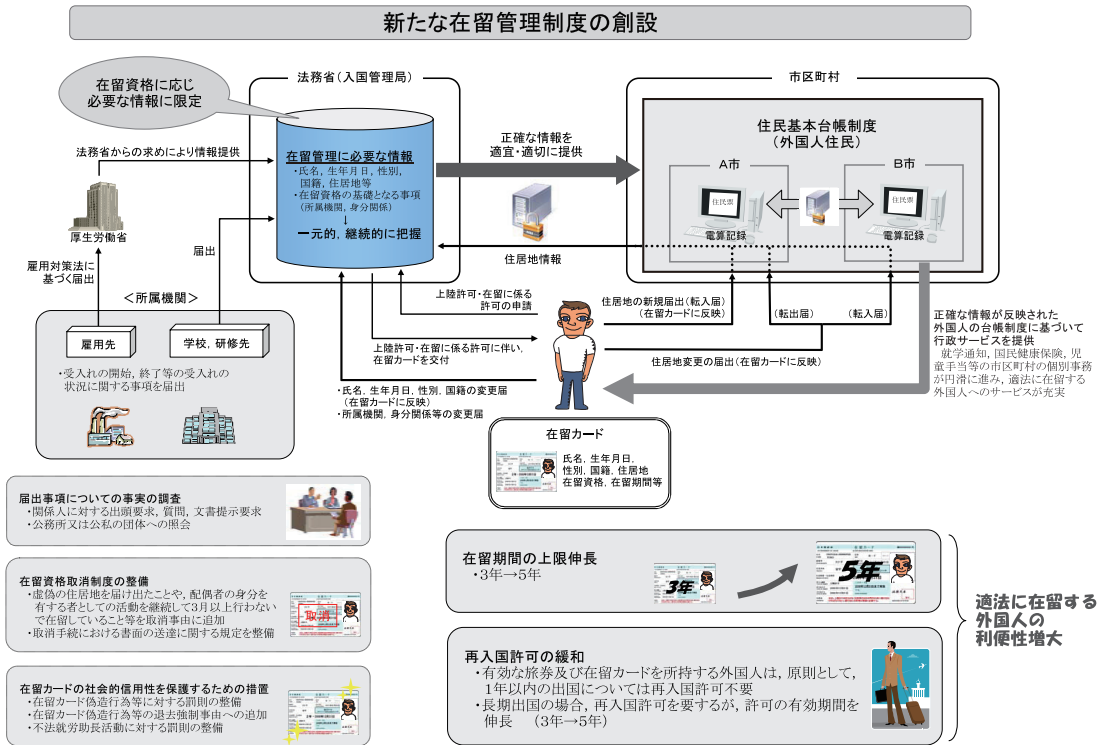 新たな在留管理制度の創設
在留資格に応じ
必要な情報に限定
法務省（入国管理局）
市区町村
法務省からの求めにより情報提供
厚生労働省
届出
雇用対策法に
基づく届出
＜所属機関＞
雇用先
学校，研修先
・受入れの開始，終了等の受入れの
状況に関する事項を届出
在留管理に必要な情報
・氏名，生年月日，性別，
国籍，住居地等
・在留資格の基礎となる事項
（所属機関，身分関係）
↓
一元的，継続的に把握
正確な情報を
適宜・適切に提供
住居地情報
住民基本台帳制度
（外国人住民）
A市
B市
住民票
住民票
電算記録
電算記録
上陸許可・在留に係る
許可の申請
上陸許可・在留に係る許可に伴い，
在留カードを交付
・氏名，生年月日，性別，国籍の変更届
（在留カードに反映）
・所属機関，身分関係等の変更届
住居地の新規届出（転入届）
（在留カードに反映）
（転出届）
（転入届）
住居地変更の届出（在留カードに反映）
正確な情報が反映された
外国人の台帳制度に基づいて
行政サービスを提供
就学通知，国民健康保険，児
童手当等の市区町村の個別事務
が円滑に進み，適法に在留する
外国人へのサービスが充実
在留カード
氏名，生年月日，
性別，国籍，住居地
在留資格，在留期間等
届出事項についての事実の調査
・関係人に対する出頭要求，質問，文書提示要求
・公務所又は公私の団体への照会
在留資格取消制度の整備
・虚偽の住居地を届け出たことや，配偶者の身分を
有する者としての活動を継続して3月以上行わない
で在留していること等を取消事由に追加
・取消手続における書面の送達に関する規定を整備
取消
在留カードの社会的信用性を保護するための措置
・在留カード偽造行為等に対する罰則の整備
・在留カード偽造行為等の退去強制事由への追加
・不法就労助長活動に対する罰則の整備
在留期間の上限伸長
・3年→5年
3年
5年
再入国許可の緩和
・有効な旅券及び在留カードを所持する外国人は，原則として，
1年以内の出国については再入国許可不要
・長期出国の場合，再入国許可を要するが，許可の有効期間を
伸長　（3年→5年）
適法に在留する
外国人の
利便性増大